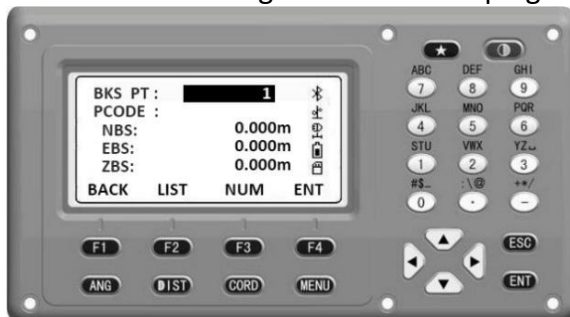 BKS PT : 1
PCODE :
NBS: 0.000m
EBS: 0.000m
ZBS: 0.000m
BACK LIST NUM ENT
F1 F2 F3 F4
ANG DIST CORD MENU
ABC DEF GHI
7 8 9
JKL MNO PQR
4 5 6
STU VWX YZ␣
1 2 3
#$_ :\@ +*/
0 . -
ESC
ENT